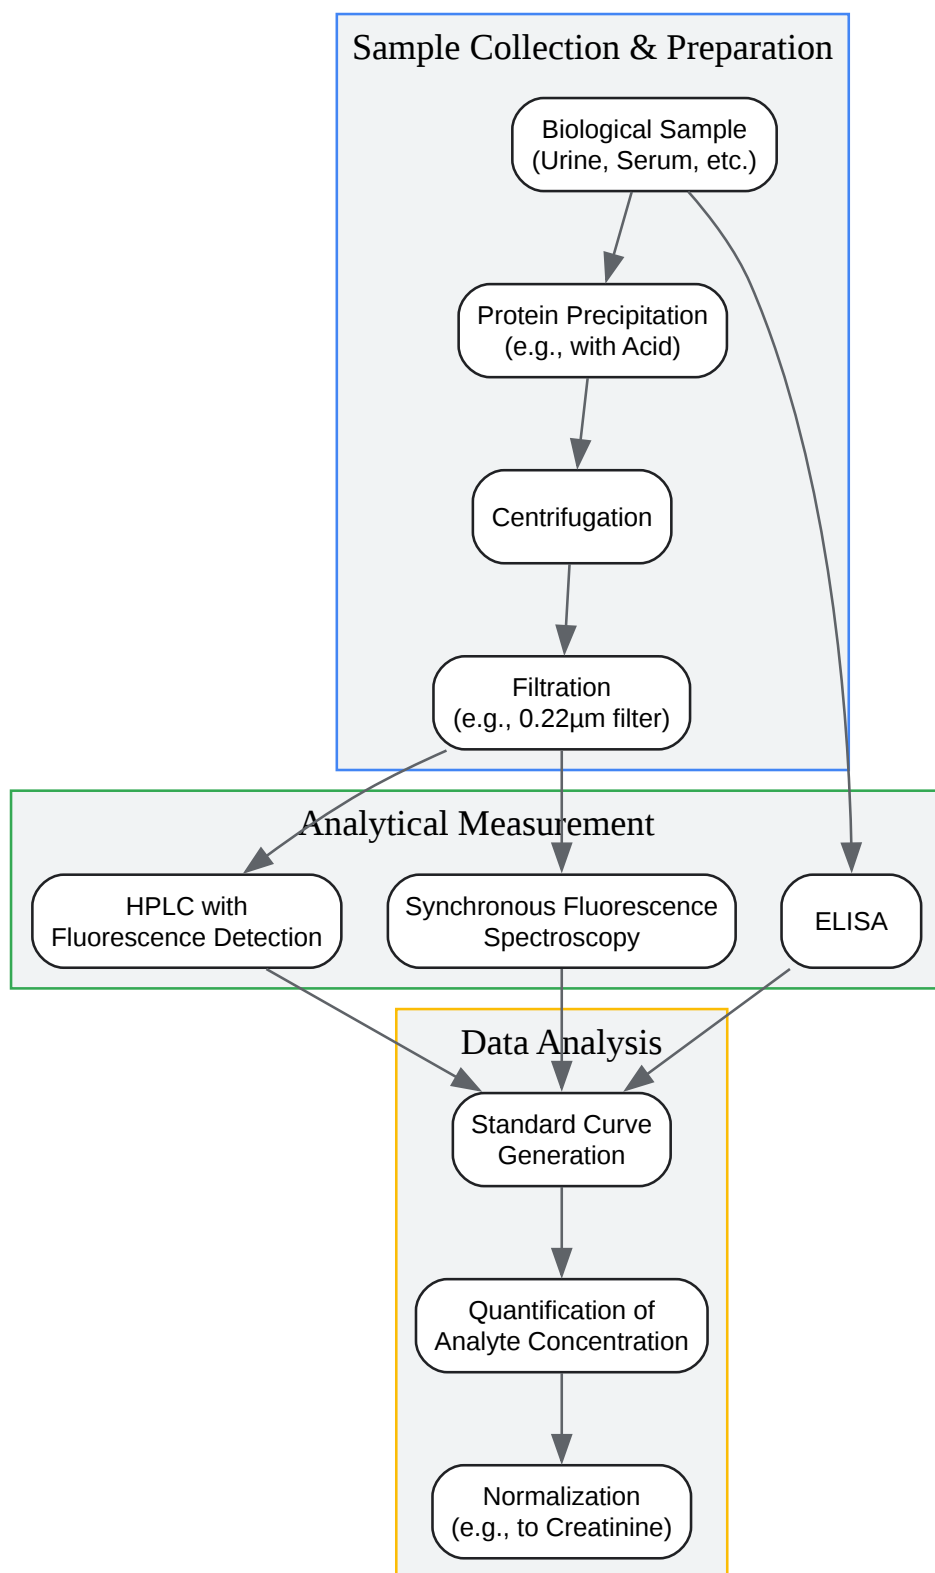 Sample Collection & Preparation
Biological Sample
(Urine, Serum, etc.)
Protein Precipitation
(e.g., with Acid)
Centrifugation
Filtration
(e.g., 0.22µm filter)
Analytical Measurement
HPLC with
Fluorescence Detection
Synchronous Fluorescence
Spectroscopy
ELISA
Data Analysis
Standard Curve
Generation
Quantification of
Analyte Concentration
Normalization
(e.g., to Creatinine)